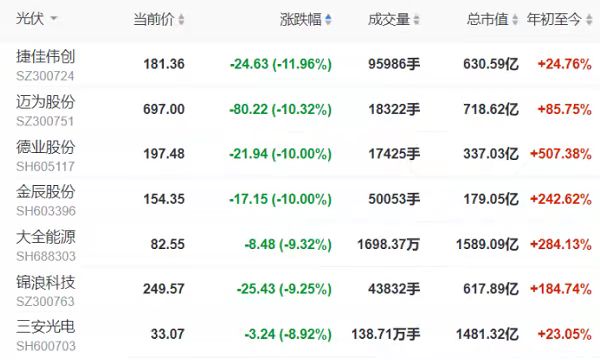 光伏 当前价 涨跌幅 成交量 总市值 年初至今
捷佳伟创 181.36 -24.63 (-11.96%) 95986手 630.59亿 +24.76%
SZ300724
迈为股份 697.00 -80.22 (-10.32%) 18322手 718.62亿 +85.75%
SZ300751
德业股份 197.48 -21.94 (-10.00%) 17425手 337.03亿 +507.38%
SH605117
金辰股份 154.35 -17.15 (-10.00%) 50053手 179.05亿 +242.62%
SH603396
大全能源 82.55 -8.48 (-9.32%) 1698.37万 1589.09亿 +284.13%
SH688303
锦浪科技 249.57 -25.43 (-9.25%) 43832手 617.89亿 +184.74%
SZ300763
三安光电 33.07 -3.24 (-8.92%) 138.71万手 1481.32亿 +23.05%
SH600703